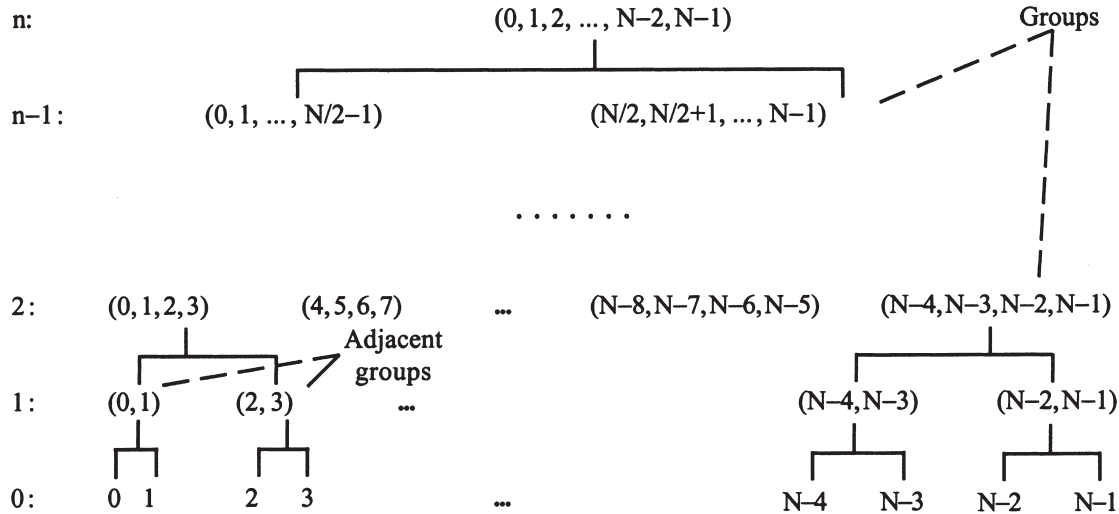 n: (0, 1, 2, ... , N–2, N–1) Groups
n–1: (0, 1, ... , N/2–1) (N/2, N/2+1, ... , N–1)
. . . . . . .
2: (0, 1, 2, 3) (4, 5, 6, 7) ... (N–8, N–7, N–6, N–5) (N–4, N–3, N–2, N–1)
Adjacent
groups
1: (0, 1) (2, 3) ... (N–4, N–3) (N–2, N–1)
0: 0 1 2 3 ... N–4 N–3 N–2 N–1